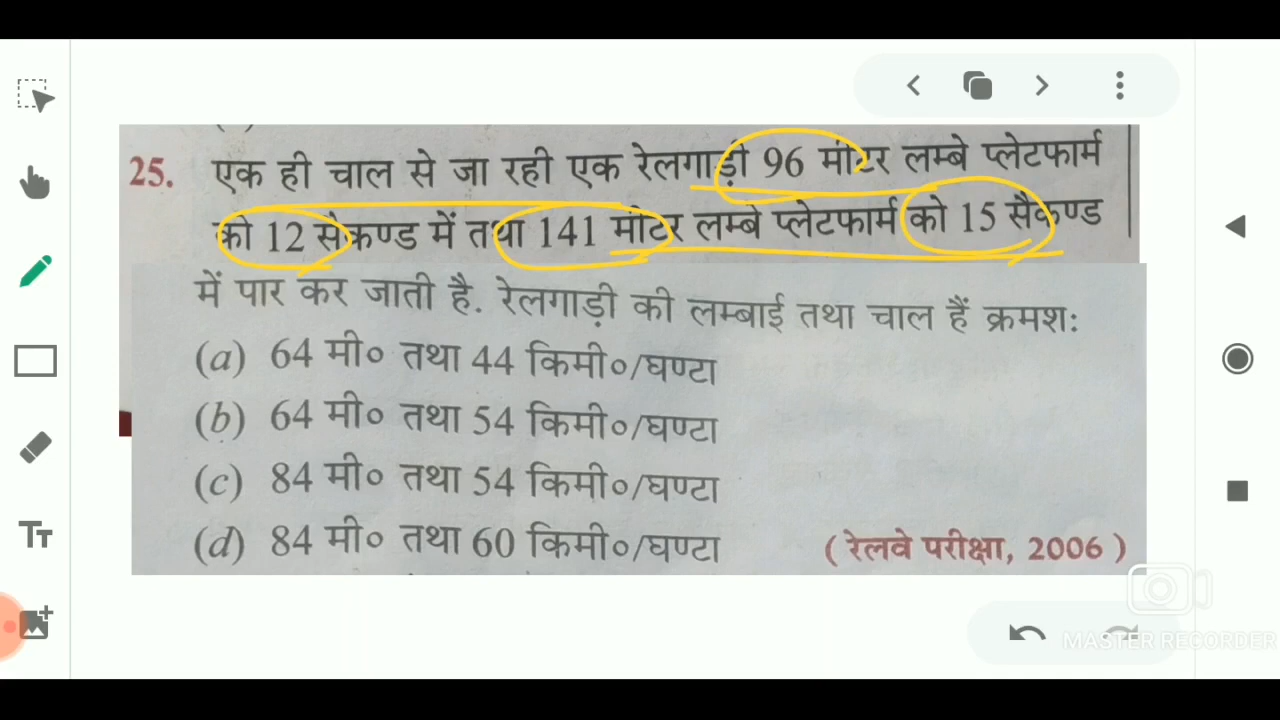 25. एक ही चाल से जा रही एक रेलगाड़ी 96 मीटर लम्बे प्लेटफार्म
को 12 सेकण्ड में तथा 141 मीटर लम्बे प्लेटफार्म को 15 सैकण्ड
में पार कर जाती है. रेलगाड़ी की लम्बाई तथा चाल हैं क्रमशः
(a) 64 मी० तथा 44 किमी०/घण्टा
(b) 64 मी० तथा 54 किमी०/घण्टा
(c) 84 मी० तथा 54 किमी०/घण्टा
(d) 84 मी० तथा 60 किमी०/घण्टा
( रेलवे परीक्षा, 2006 )
TT
MASTER RECORDER